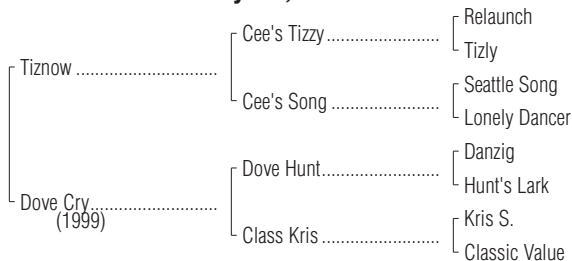 Relaunch
Cee's Tizzy
Tizly
Tiznow
Seattle Song
Cee's Song
Lonely Dancer
Danzig
Dove Hunt
Hunt's Lark
Dove Cry
(1999)
Kris S.
Class Kris
Classic Value